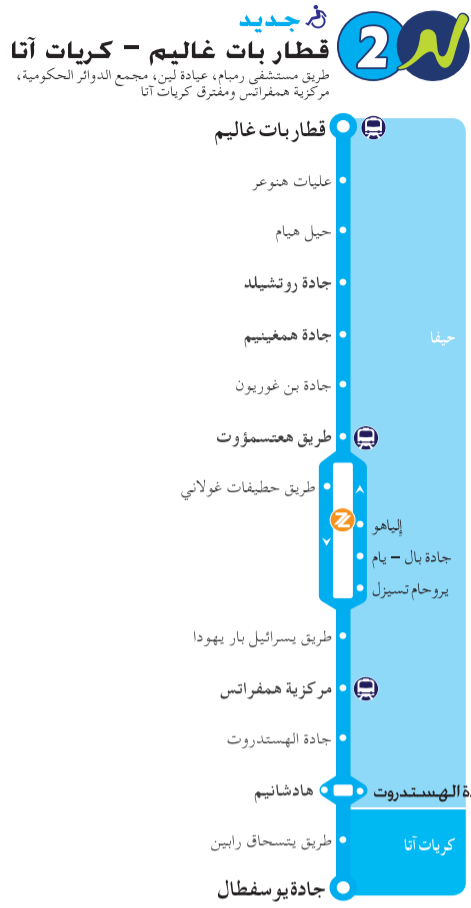 جديد
2
قطار بات غاليم – كريات آتا
طريق مستشفى رمبام، عيادة لين، مجمع الدوائر الحكومية،
مركزية همفراتس ومفترق كريات آتا
قطار بات غاليم
عليات هنوعر
حيل هيام
جادة روتشيلد
جادة همغينيم
حيفا
جادة بن غوريون
طريق هعتسمؤوت
طريق حطيفات غولاني
إلياهو
جادة بال – يام
يروحام تسيزل
طريق يسرائيل بار يهودا
مركزية همفراتس
جادة الهستدروت
هادشانيم
ة الهستدروت
طريق يتسحاق رابين
كريات آتا
جادة يوسفطال